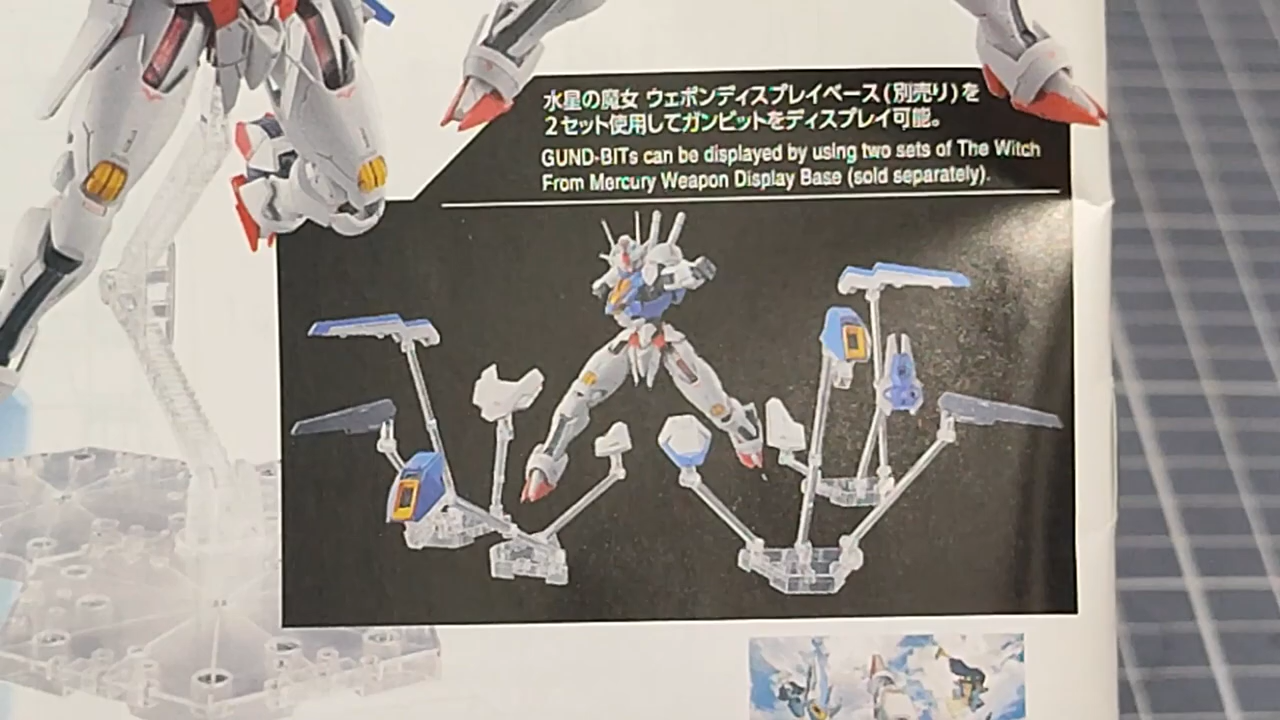 水星の魔女 ウェポンディスプレイベース(別売り)を
2セット使用してガンビットをディスプレイ可能。
GUND-BITs can be displayed by using two sets of The Witch
From Mercury Weapon Display Base (sold separately).